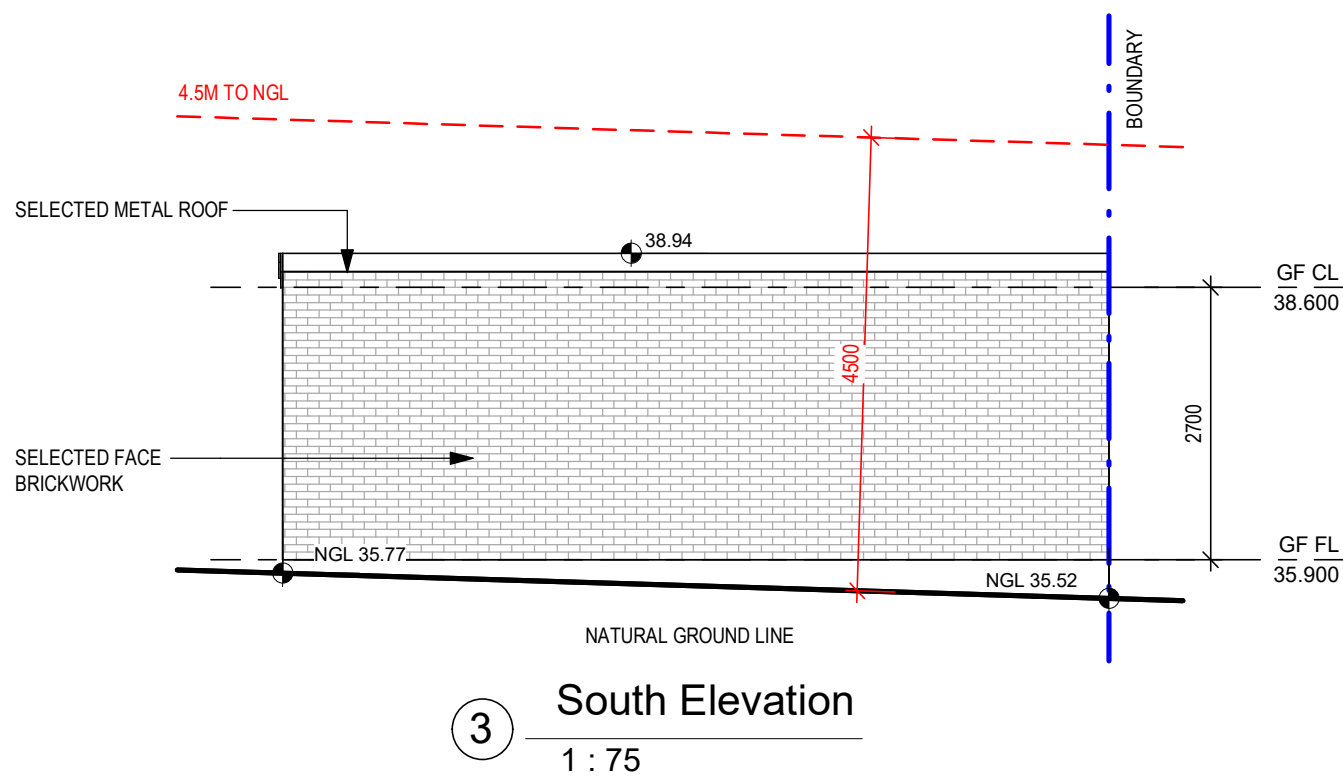 BOUNDARY
4.5M TO NGL
SELECTED METAL ROOF
38.94
GF CL
38.600
4500
2700
SELECTED FACE
BRICKWORK
NGL 35.77
GF FL
35.900
NGL 35.52
NATURAL GROUND LINE
3
South Elevation
1 : 75